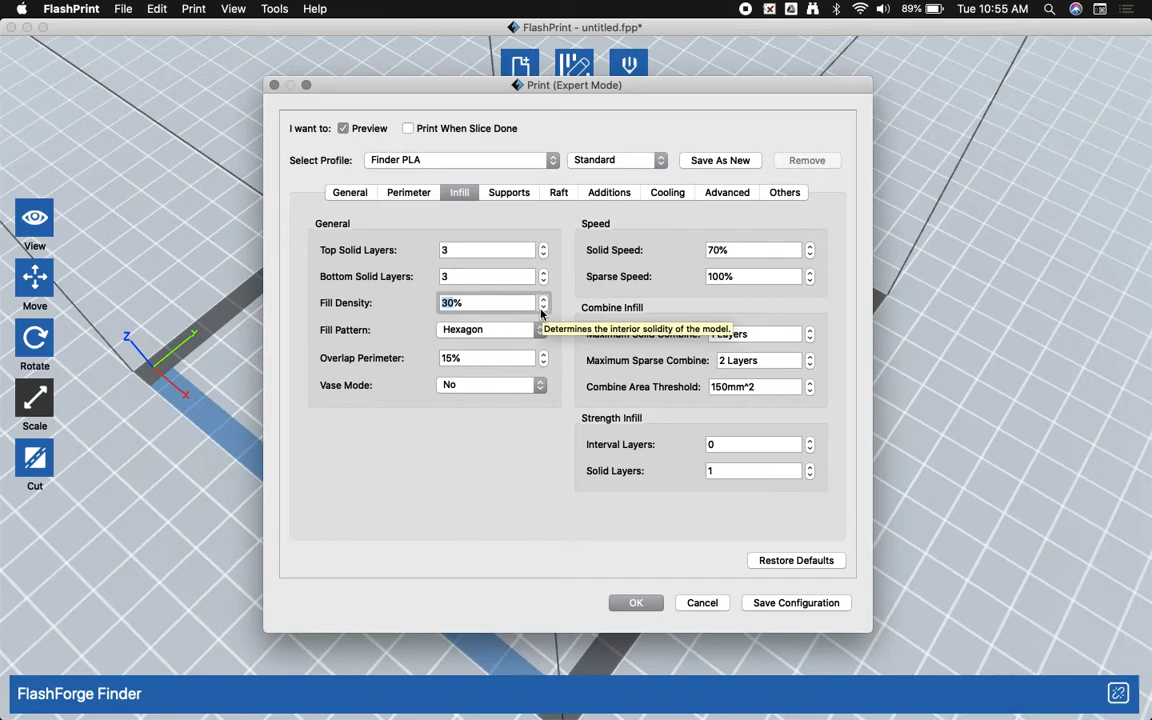 FlashPrint File Edit Print View Tools Help 89% Tue 10:55 AM
FlashPrint - untitled.fpp*
Print (Expert Mode)
I want to: Preview Print When Slice Done
Select Profile: Finder PLA Standard Save As New Remove
General Perimeter Infill Supports Raft Additions Cooling Advanced Others
General
Top Solid Layers: 3
Bottom Solid Layers: 3
Fill Density: 30%
Fill Pattern: Hexagon
Overlap Perimeter: 15%
Vase Mode: No
Determines the interior solidity of the model.
Speed
Solid Speed: 70%
Sparse Speed: 100%
Combine Infill
Maximum Solid Combine: 1 Layers
Maximum Sparse Combine: 2 Layers
Combine Area Threshold: 150mm^2
Strength Infill
Interval Layers: 0
Solid Layers: 1
Restore Defaults
OK Cancel Save Configuration
View
Move
Rotate
Scale
Cut
Z Y X
FlashForge Finder